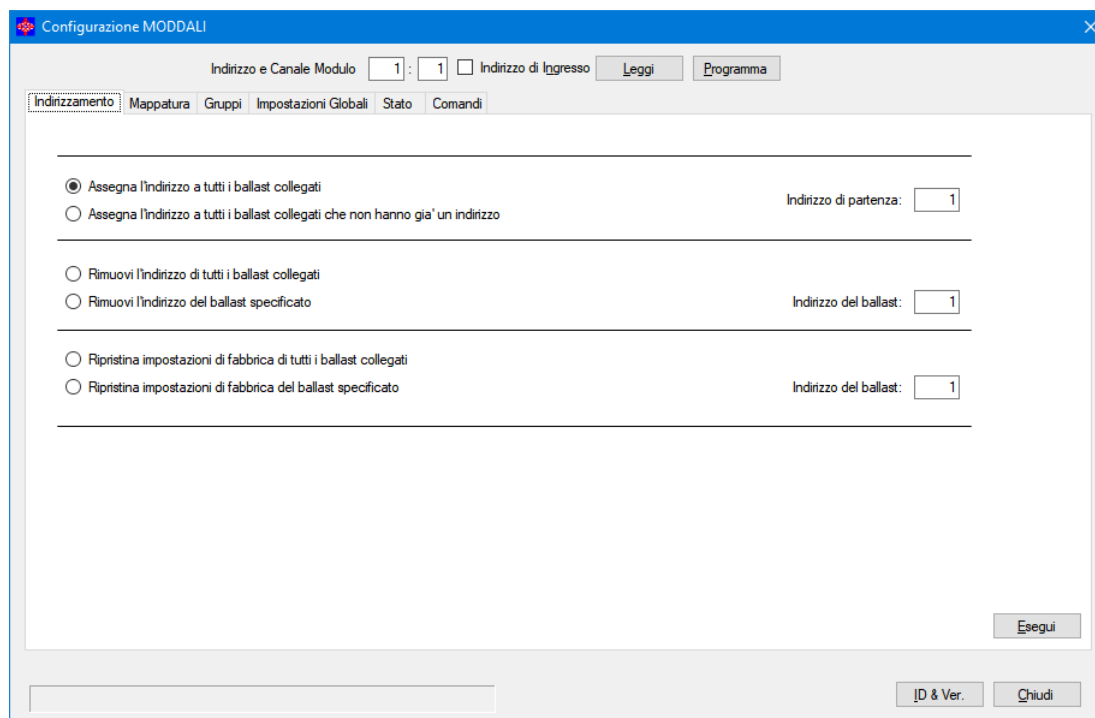 Configurazione MODDALI
Indirizzo e Canale Modulo 1 : 1 Indirizzo di Ingresso Leggi Programma
Indirizzamento Mappatura Gruppi Impostazioni Globali Stato Comandi
Assegna l'indirizzo a tutti i ballast collegati
Indirizzo di partenza: 1
Assegna l'indirizzo a tutti i ballast collegati che non hanno gia' un indirizzo
Rimuovi l'indirizzo di tutti i ballast collegati
Rimuovi l'indirizzo del ballast specificato Indirizzo del ballast: 1
Ripristina impostazioni di fabbrica di tutti i ballast collegati
Ripristina impostazioni di fabbrica del ballast specificato Indirizzo del ballast: 1
Esegui
ID & Ver. Chiudi